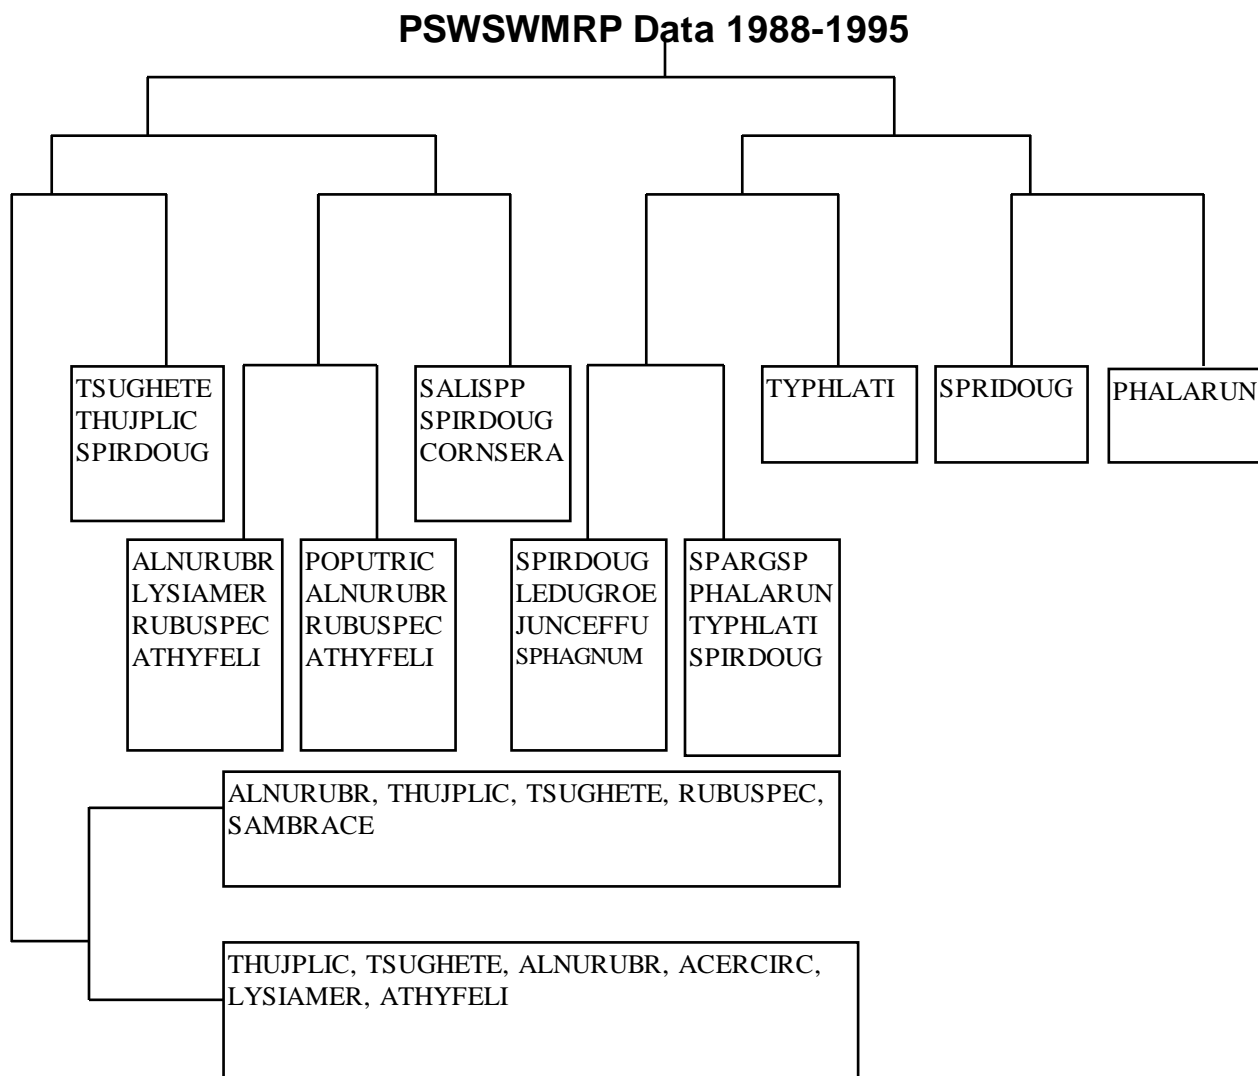 PSWSWMRP Data 1988-1995
TSUGHETE
THUJPLIC
SPIRDOUG
SALISPP
SPIRDOUG
CORNSERA
TYPHLATI
SPRIDOUG
PHALARUN
ALNURUBR
LYSIAMER
RUBUSPEC
ATHYFELI
POPUTRIC
ALNURUBR
RUBUSPEC
ATHYFELI
SPIRDOUG
LEDUGROE
JUNCEFFU
SPHAGNUM
SPARGSP
PHALARUN
TYPHLATI
SPIRDOUG
ALNURUBR, THUJPLIC, TSUGHETE, RUBUSPEC,
SAMBRACE
THUJPLIC, TSUGHETE, ALNURUBR, ACERCIRC,
LYSIAMER, ATHYFELI